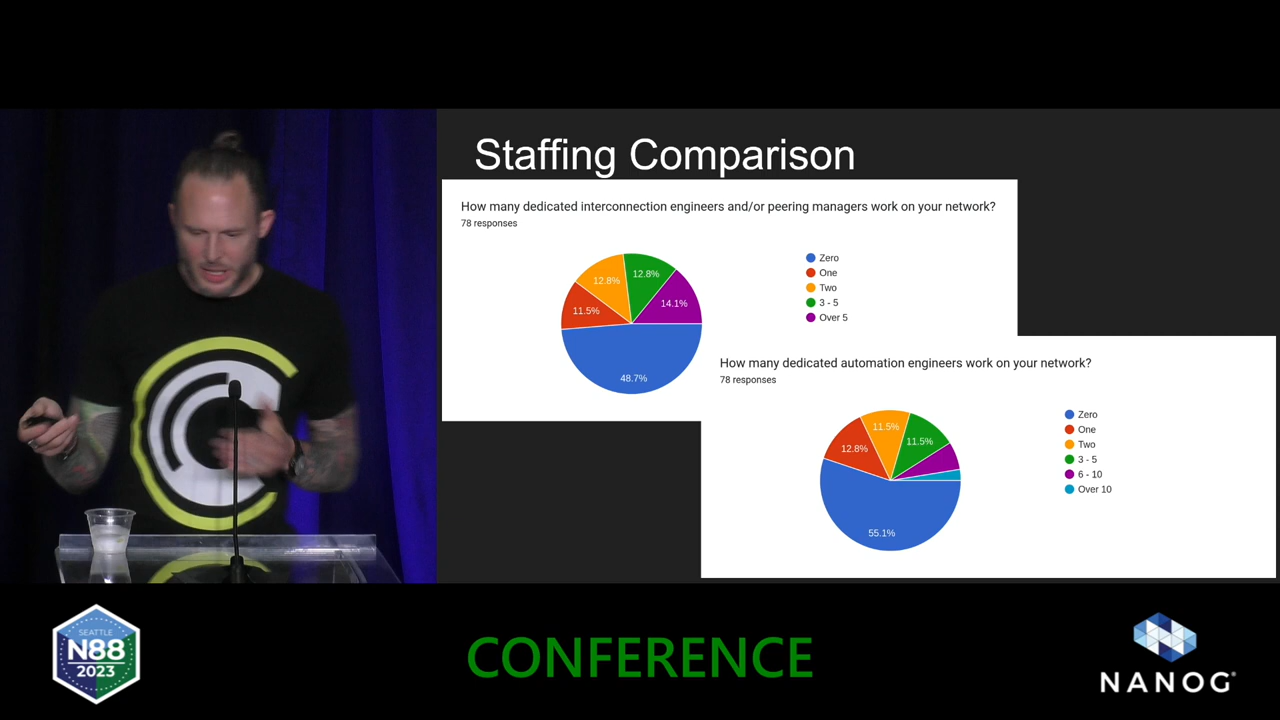 Staffing Comparison
How many dedicated interconnection engineers and/or peering managers work on your network?
78 responses
12.8%
12.8%
11.5%
14.1%
48.7%
Zero
One
Two
3 - 5
Over 5
How many dedicated automation engineers work on your network?
78 responses
11.5%
11.5%
12.8%
55.1%
Zero
One
Two
3 - 5
6 - 10
Over 10
SEATTLE
N88
2023
CONFERENCE
NANOG®